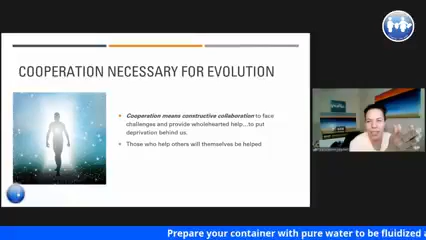 COOPERATION NECESSARY FOR EVOLUTION
Cooperation means constructive collaboration to face
challenges and provide wholehearted help...to put
deprivation behind us.
Those who help others will themselves be helped
Prepare your container with pure water to be fluidized a